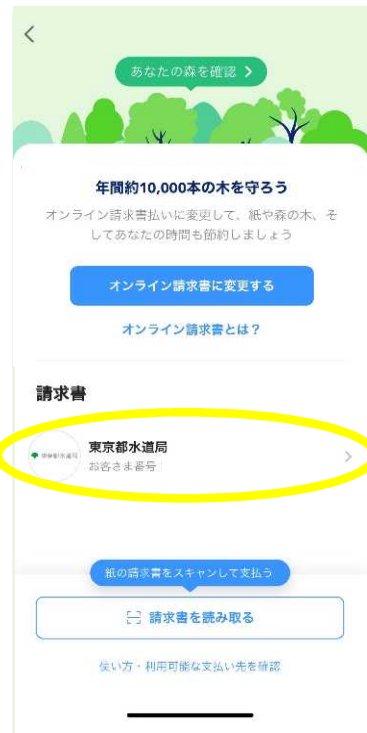 あなたの森を確認 >
年間約10,000本の木を守ろう
オンライン請求書払いに変更して、紙や森の木、そ
してあなたの時間も節約しましょう
オンライン請求書に変更する
オンライン請求書とは？
請求書
東京都水道局
東京都水道局
お客さま番号
紙の請求書をスキャンして支払う
請求書を読み取る
使い方・利用可能な支払い先を確認